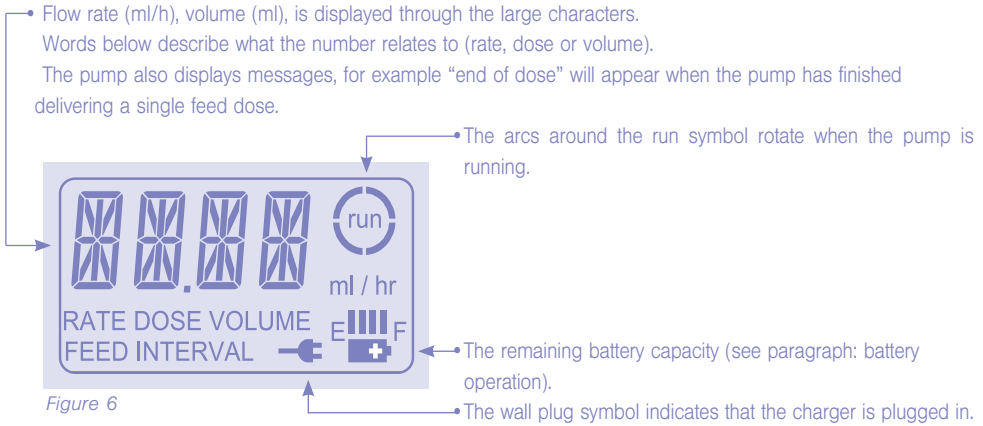 Flow rate (ml/h), volume (ml), is displayed through the large characters.
Words below describe what the number relates to (rate, dose or volume).
The pump also displays messages, for example “end of dose” will appear when the pump has finished
delivering a single feed dose.
The arcs around the run symbol rotate when the pump is
running.
run
ml / hr
RATE DOSE VOLUME
E F
FEED INTERVAL
The remaining battery capacity (see paragraph: battery
operation).
Figure 6
The wall plug symbol indicates that the charger is plugged in.